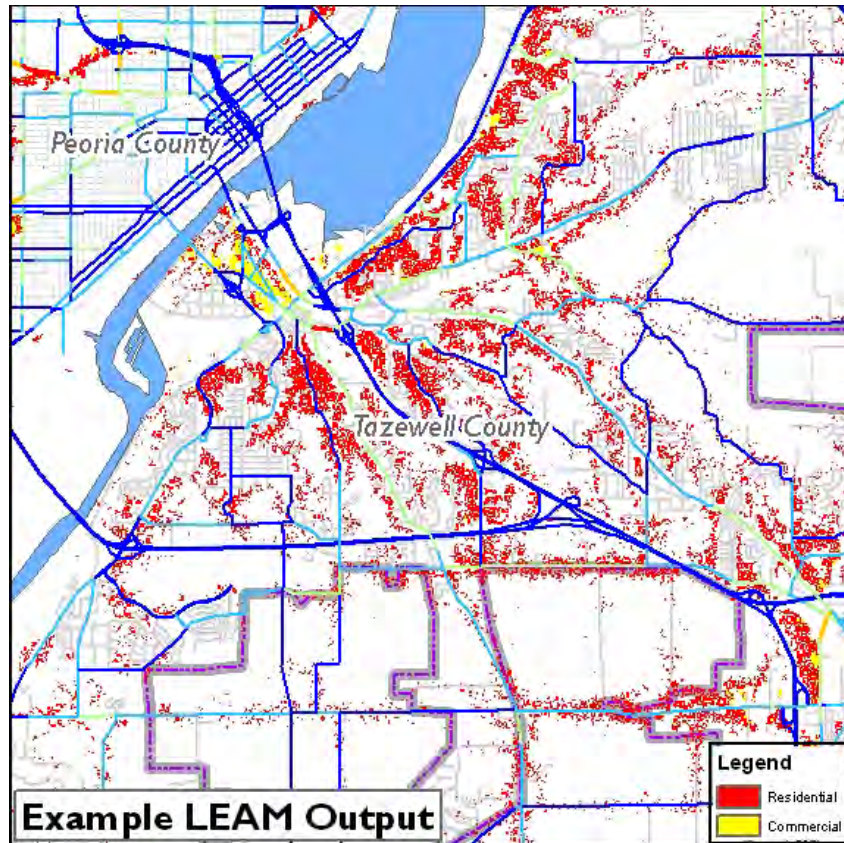 Peoria County
Tazewell County
Legend
Residential
Commercial
Example LEAM Output